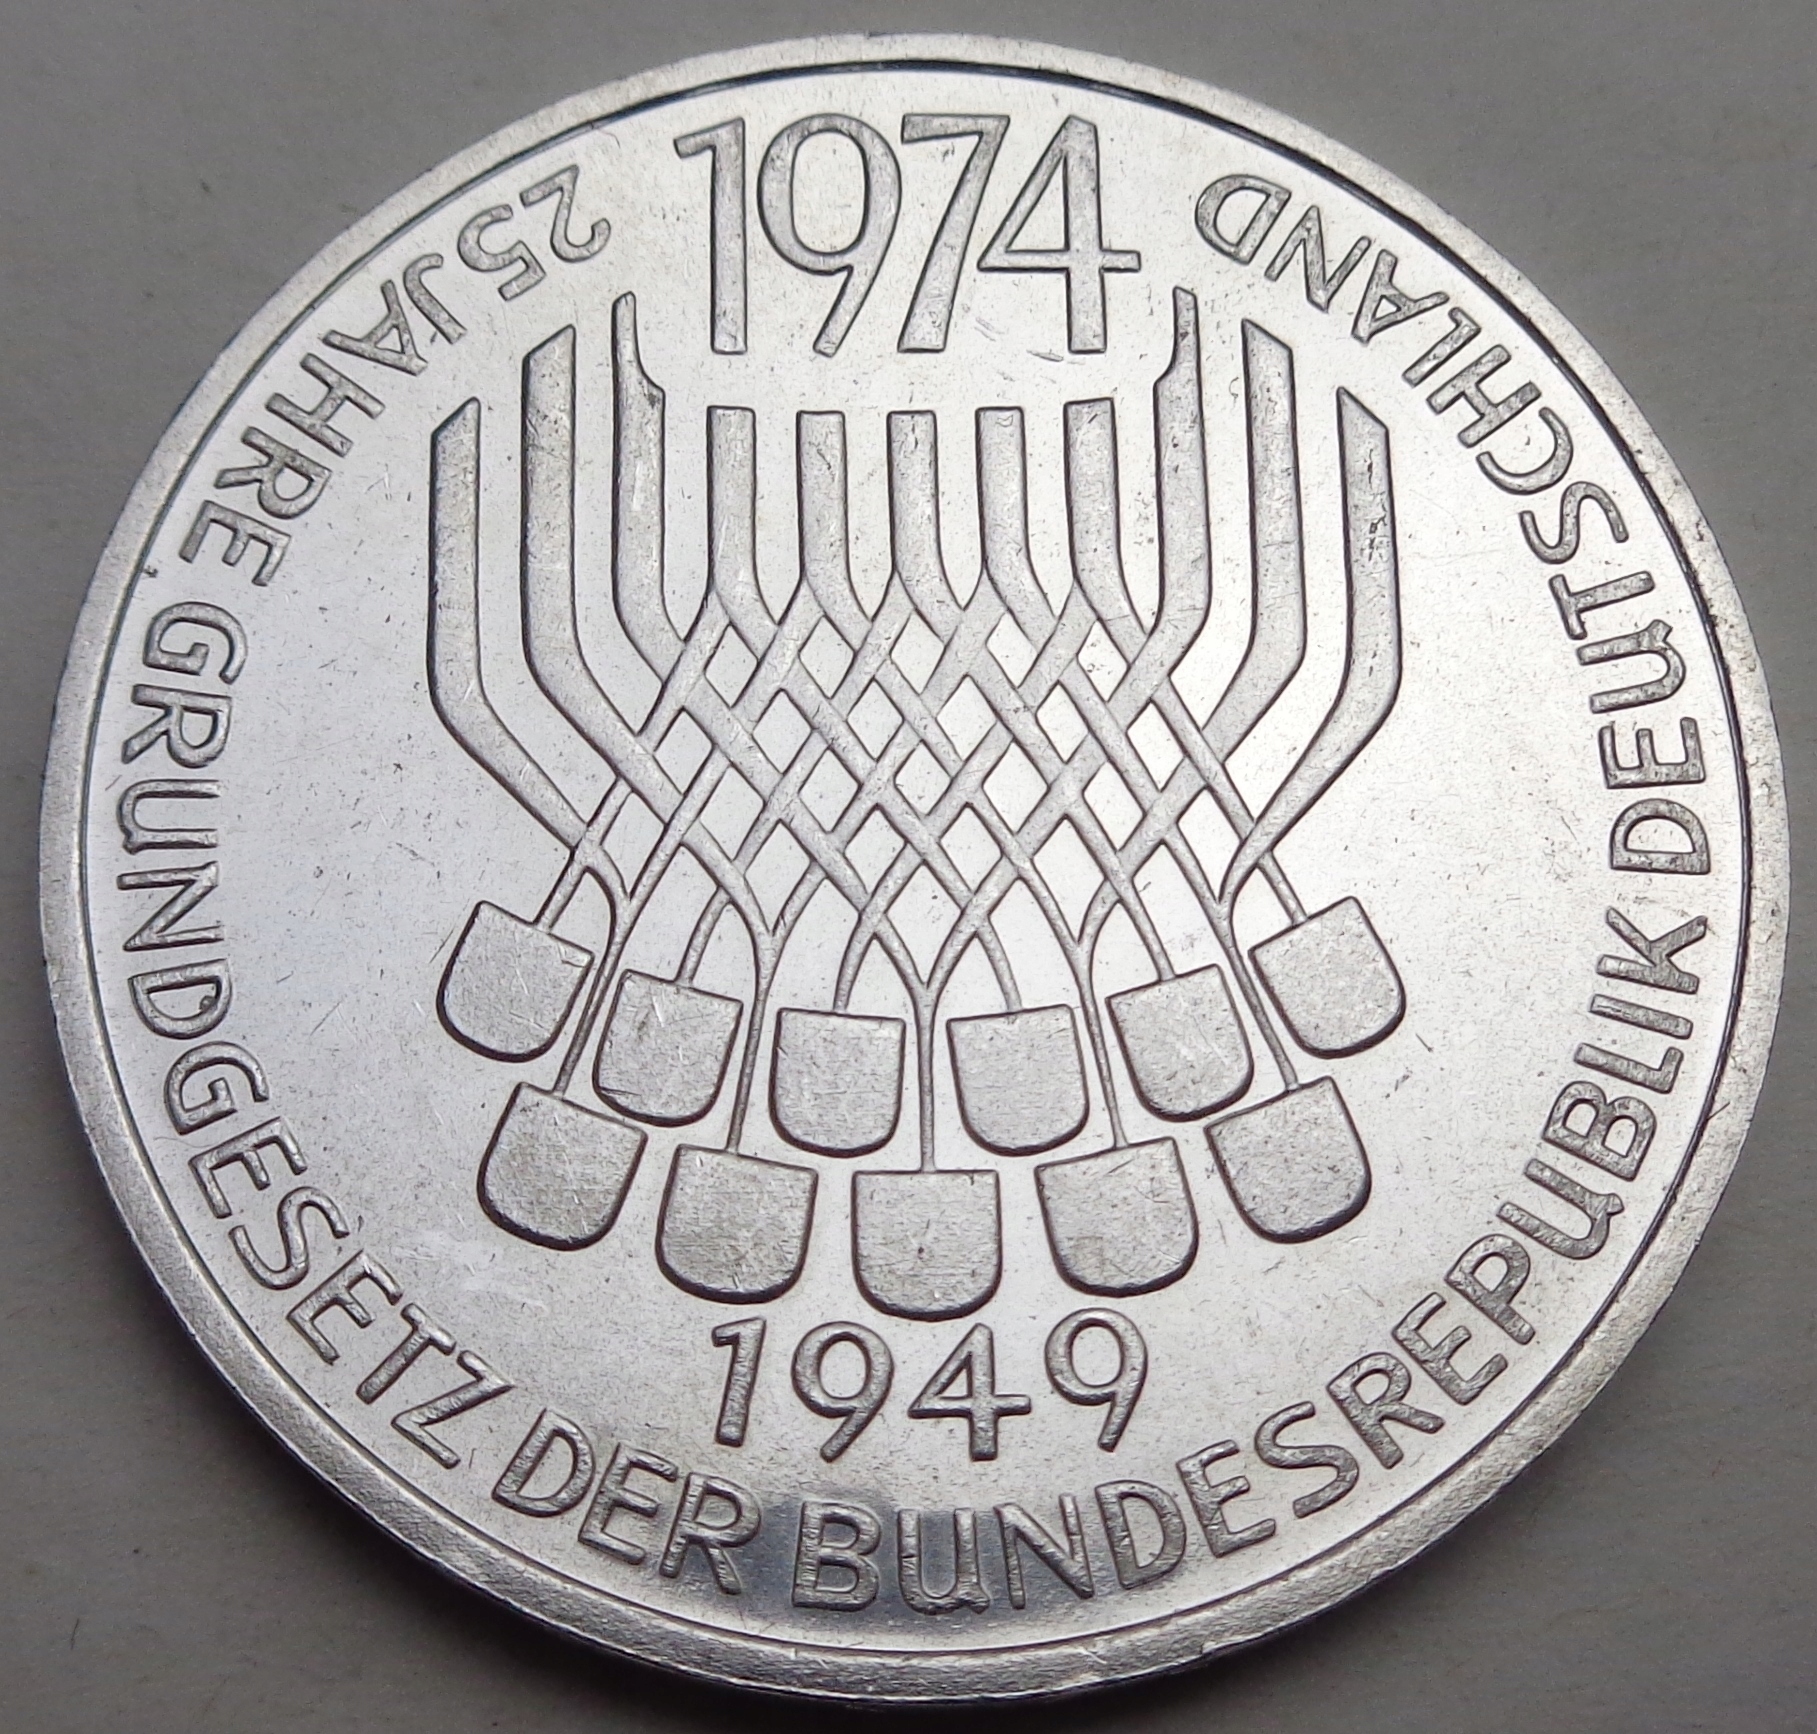 1974
25 JAHRE GRUNDGESETZ DER BUNDESREPUBLIK DEUTSCHLAND
1949